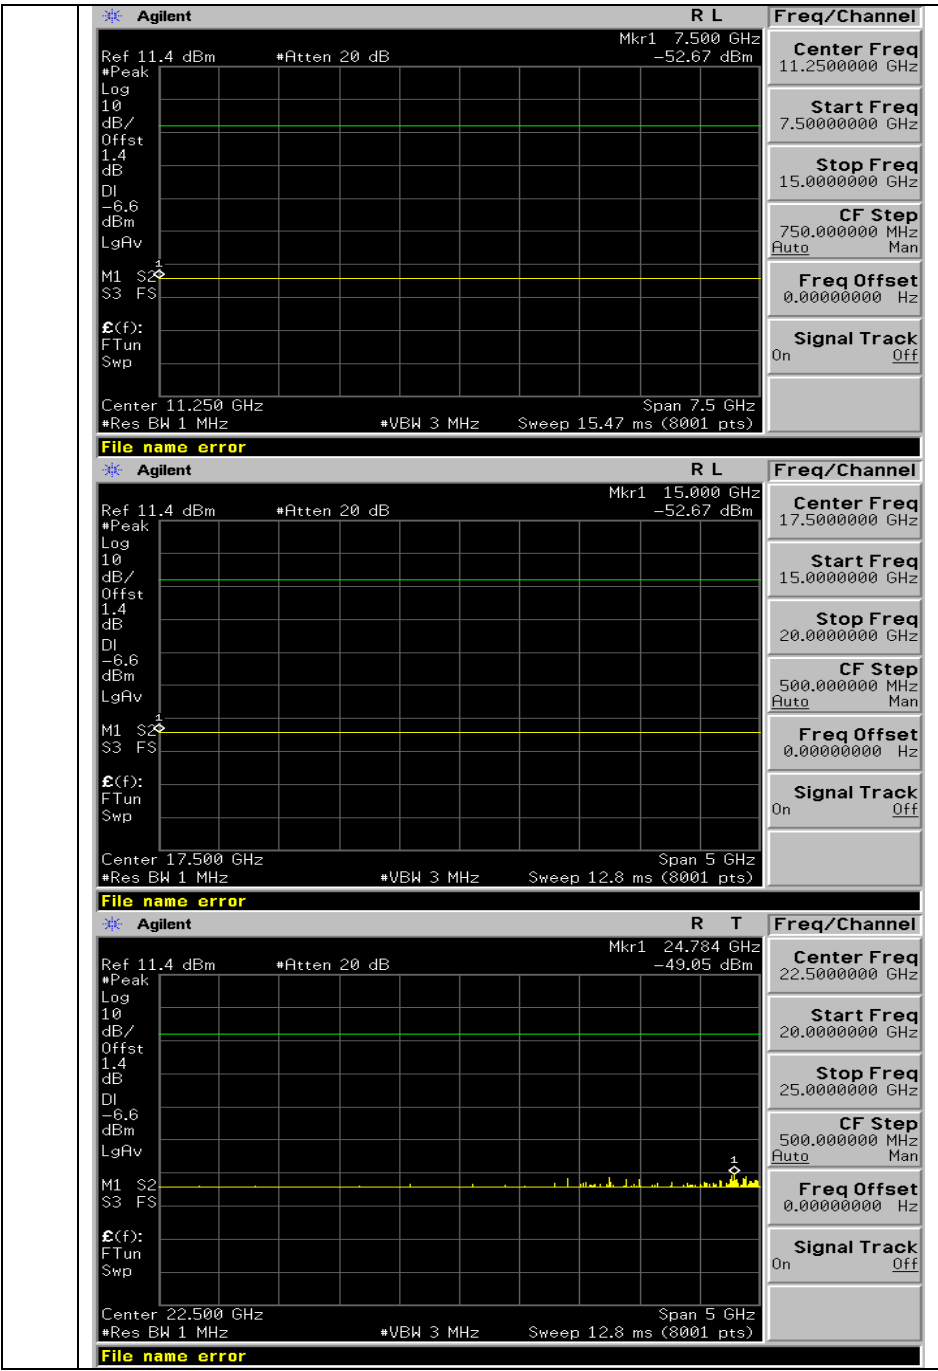 Agilent R L Freq/Channel
Mkr1 7.500 GHz
Ref 11.4 dBm #Atten 20 dB -52.67 dBm
#Peak
Log
10
dB/
Offst
1.4
dB
DI
-6.6
dBm
LgAv
1
M1 S2
S3 FS
£(f):
FTun
Swp
Center 11.250 GHz Span 7.5 GHz
#Res BW 1 MHz #VBW 3 MHz Sweep 15.47 ms (8001 pts)
File name error
Center Freq
11.2500000 GHz
Start Freq
7.50000000 GHz
Stop Freq
15.0000000 GHz
CF Step
750.000000 MHz
Auto Man
Freq Offset
0.00000000 Hz
Signal Track
On Off
Agilent R L Freq/Channel
Mkr1 15.000 GHz
Ref 11.4 dBm #Atten 20 dB -52.67 dBm
#Peak
Log
10
dB/
Offst
1.4
dB
DI
-6.6
dBm
LgAv
1
M1 S2
S3 FS
£(f):
FTun
Swp
Center 17.500 GHz Span 5 GHz
#Res BW 1 MHz #VBW 3 MHz Sweep 12.8 ms (8001 pts)
File name error
Center Freq
17.5000000 GHz
Start Freq
15.0000000 GHz
Stop Freq
20.0000000 GHz
CF Step
500.000000 MHz
Auto Man
Freq Offset
0.00000000 Hz
Signal Track
On Off
Agilent R T Freq/Channel
Mkr1 24.784 GHz
Ref 11.4 dBm #Atten 20 dB -49.05 dBm
#Peak
Log
10
dB/
Offst
1.4
dB
DI
-6.6
dBm
LgAv
1
M1 S2
S3 FS
£(f):
FTun
Swp
Center 22.500 GHz Span 5 GHz
#Res BW 1 MHz #VBW 3 MHz Sweep 12.8 ms (8001 pts)
File name error
Center Freq
22.5000000 GHz
Start Freq
20.0000000 GHz
Stop Freq
25.0000000 GHz
CF Step
500.000000 MHz
Auto Man
Freq Offset
0.00000000 Hz
Signal Track
On Off